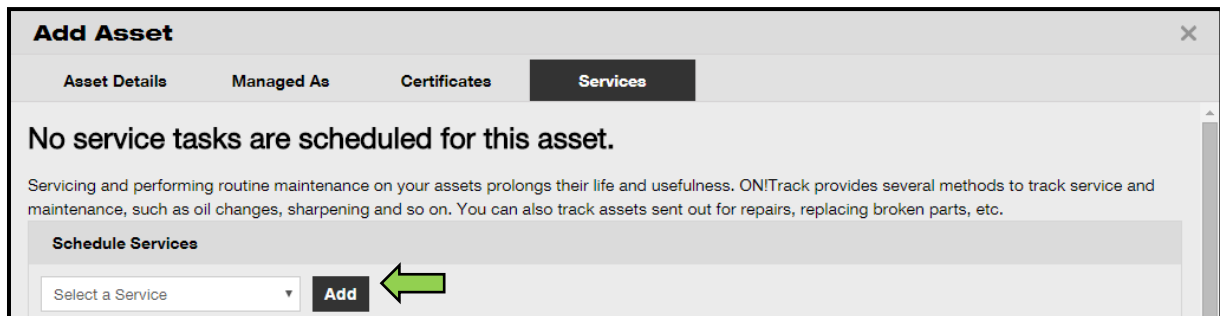 Add Asset
Asset Details Managed As Certificates Services
No service tasks are scheduled for this asset.
Servicing and performing routine maintenance on your assets prolongs their life and usefulness. ON!Track provides several methods to track service and
maintenance, such as oil changes, sharpening and so on. You can also track assets sent out for repairs, replacing broken parts, etc.
Schedule Services
Select a Service Add